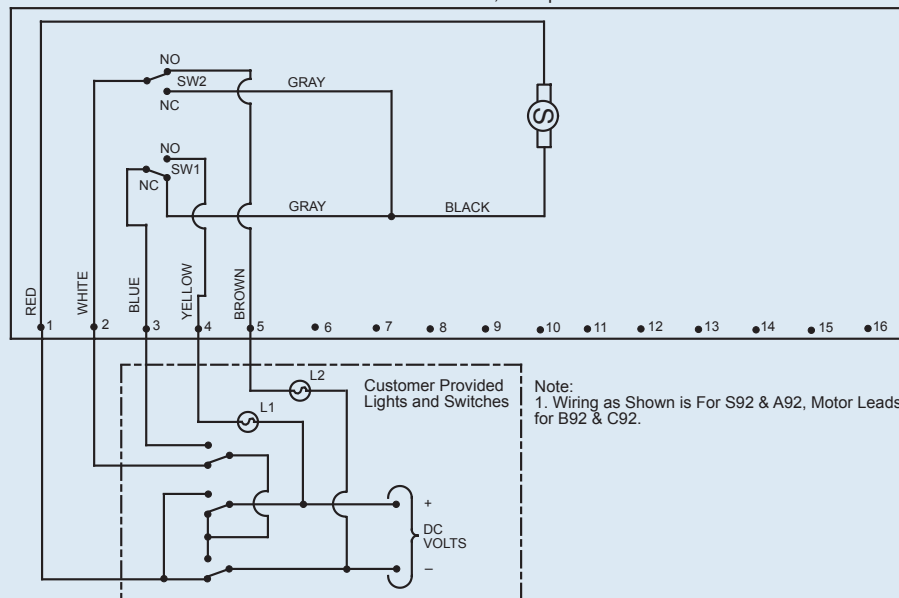 NO
SW2
NC
GRAY
NO
SW1
NC
GRAY
BLACK
RED
WHITE
BLUE
YELLOW
BROWN
1
2
3
4
5
6
7
8
9
10
11
12
13
14
15
16
L2
L1
Customer Provided
Lights and Switches
Note:
1. Wiring as Shown is For S92 & A92, Motor Leads
for B92 & C92.
+
DC
VOLTS
–